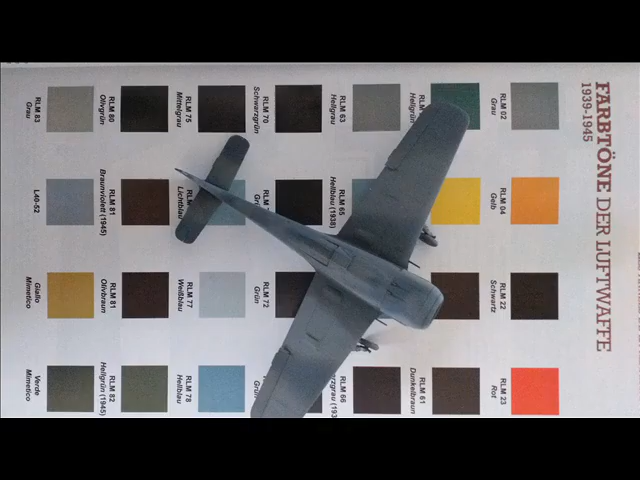 FARBTÖNE DER LUFTWAFFE
1939-1945
RLM 02
Grau
RLM 04
Gelb
RLM 22
Schwartz
RLM 23
Rot
Hellgrün
RLM 61
Dunkelbraun
RLM 63
RLM 65
Hellblau (1938)
RLM 66
RLM 70
Schwarzgrün
RLM 72
Grün
RLM 75
Mittelgrau
Lichtblau
RLM 77
Weißblau
RLM 78
Hellblau
RLM 80
Olivgrün
RLM 81
Braunviolett (1945)
RLM 81
Olivbraun
RLM 82
Hellgrün (1945)
RLM 83
Grau
L40-52
Giallo
Mimetico
Verde
Mimetico